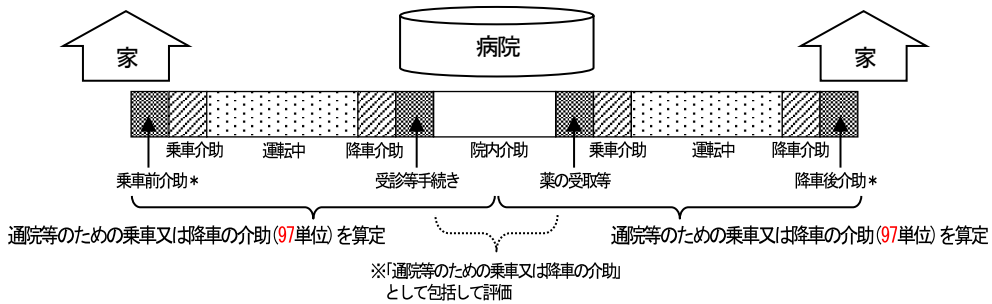 家
病院
家
乗車介助
運転中
降車介助
院内介助
乗車介助
運転中
降車介助
乗車前介助*
受診等手続き
薬の受取等
降車後介助*
通院等のための乗車又は降車の介助(97単位)を算定
通院等のための乗車又は降車の介助(97単位)を算定
※「通院等のための乗車又は降車の介助」
として包括して評価